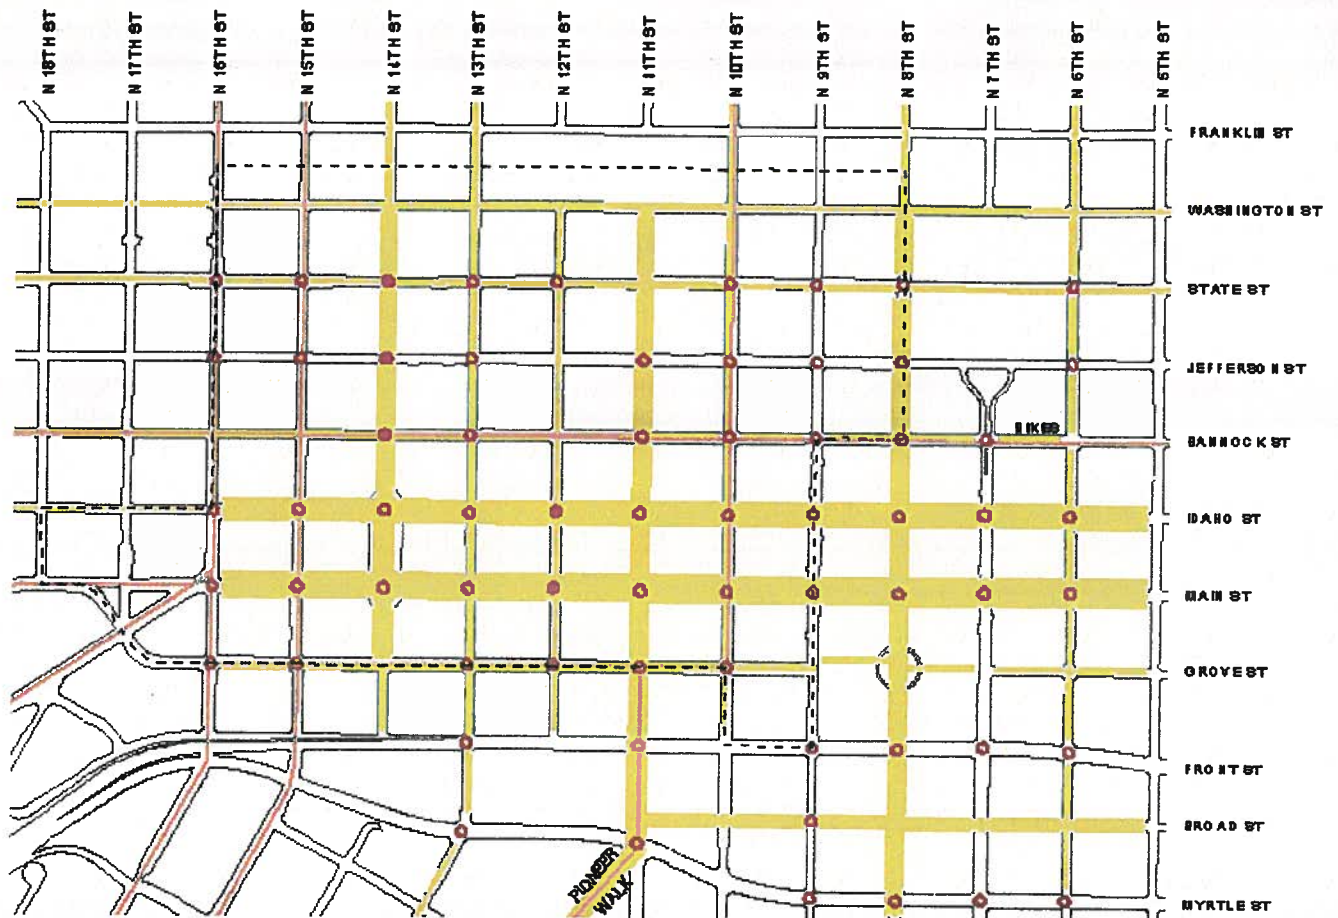 N 18TH ST
N 17TH ST
N 16TH ST
N 15TH ST
N 14TH ST
N 13TH ST
N 12TH ST
N 11TH ST
N 10TH ST
N 9TH ST
N 8TH ST
N 7TH ST
N 6TH ST
N 5TH ST
FRANKLIN ST
WASHINGTON ST
STATE ST
JEFFERSON ST
BIKES
BANNOCK ST
IDAHO ST
MAIN ST
GROVE ST
FRONT ST
BROAD ST
PIONEER
WALK
MYRTLE ST